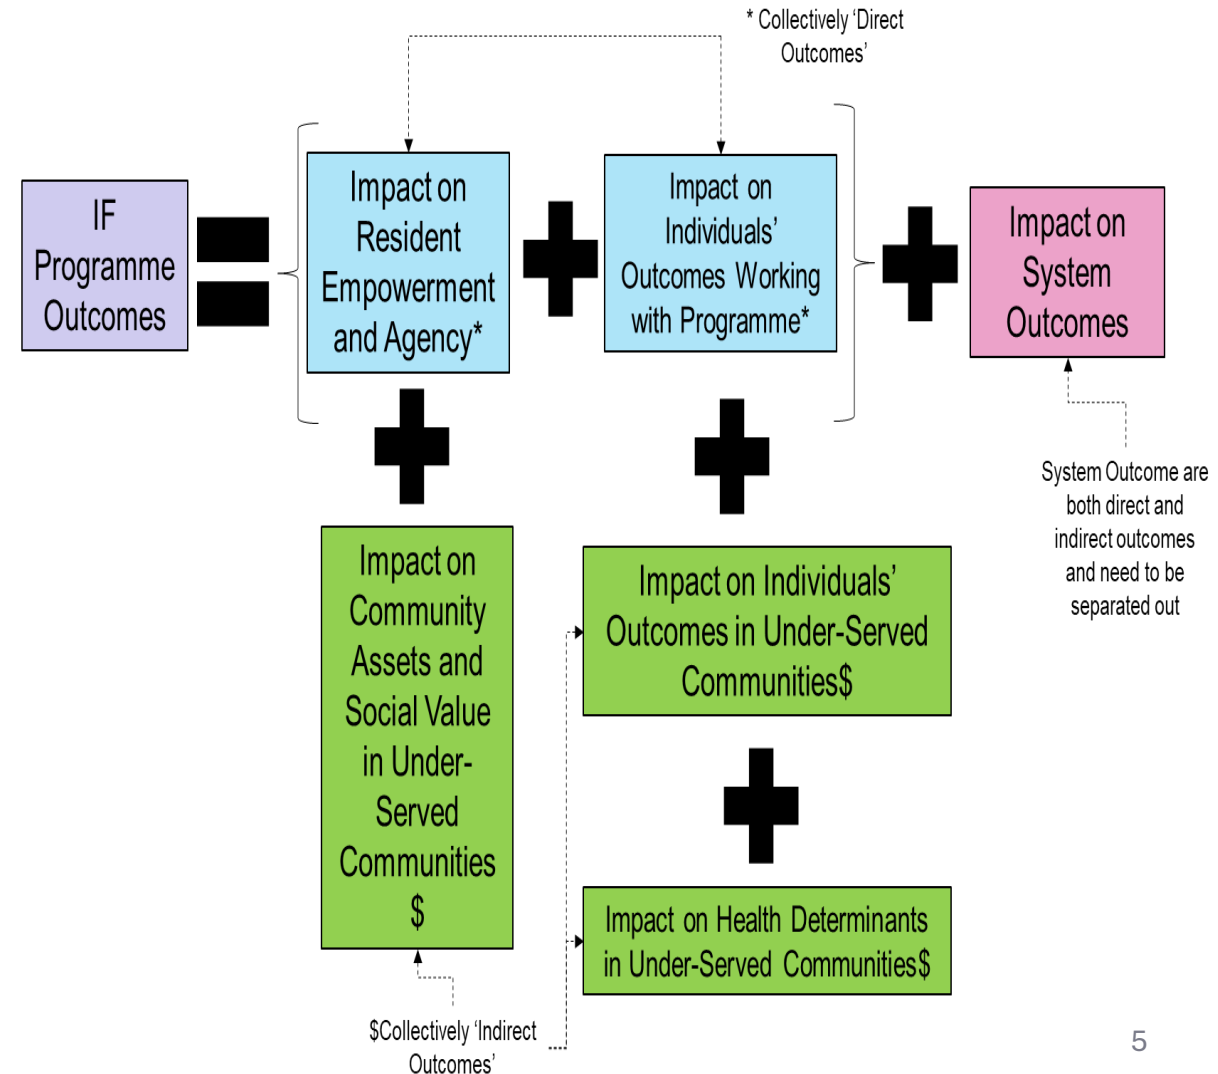 * Collectively ‘Direct
Outcomes’
IF
Programme
Outcomes
Impact on
Resident
Empowerment
and Agency*
Impact on
Individuals’
Outcomes Working
with Programme*
Impact on
System
Outcomes
System Outcome are
both direct and
indirect outcomes
and need to be
separated out
Impact on
Community
Assets and
Social Value
in Under-
Served
Communities
$
Impact on Individuals’
Outcomes in Under-Served
Communities$
Impact on Health Determinants
in Under-Served Communities$
$Collectively ‘Indirect
Outcomes’
5